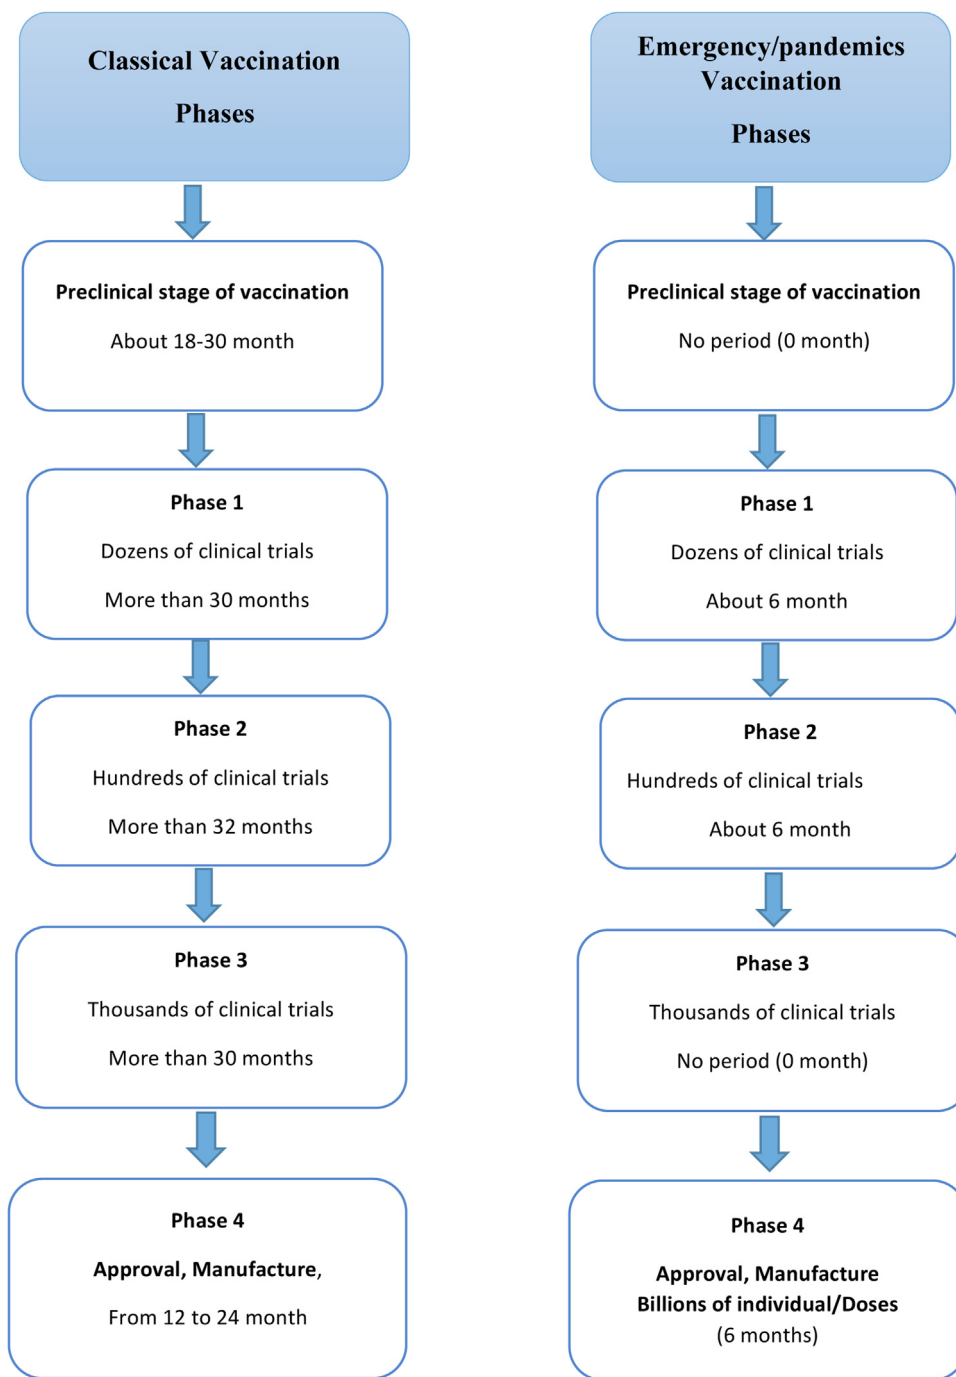 Classical Vaccination
Phases
Preclinical stage of vaccination
About 18-30 month
Phase 1
Dozens of clinical trials
More than 30 months
Phase 2
Hundreds of clinical trials
More than 32 months
Phase 3
Thousands of clinical trials
More than 30 months
Phase 4
Approval, Manufacture,
From 12 to 24 month
Emergency/pandemics
Vaccination
Phases
Preclinical stage of vaccination
No period (0 month)
Phase 1
Dozens of clinical trials
About 6 month
Phase 2
Hundreds of clinical trials
About 6 month
Phase 3
Thousands of clinical trials
No period (0 month)
Phase 4
Approval, Manufacture
Billions of individual/Doses
(6 months)